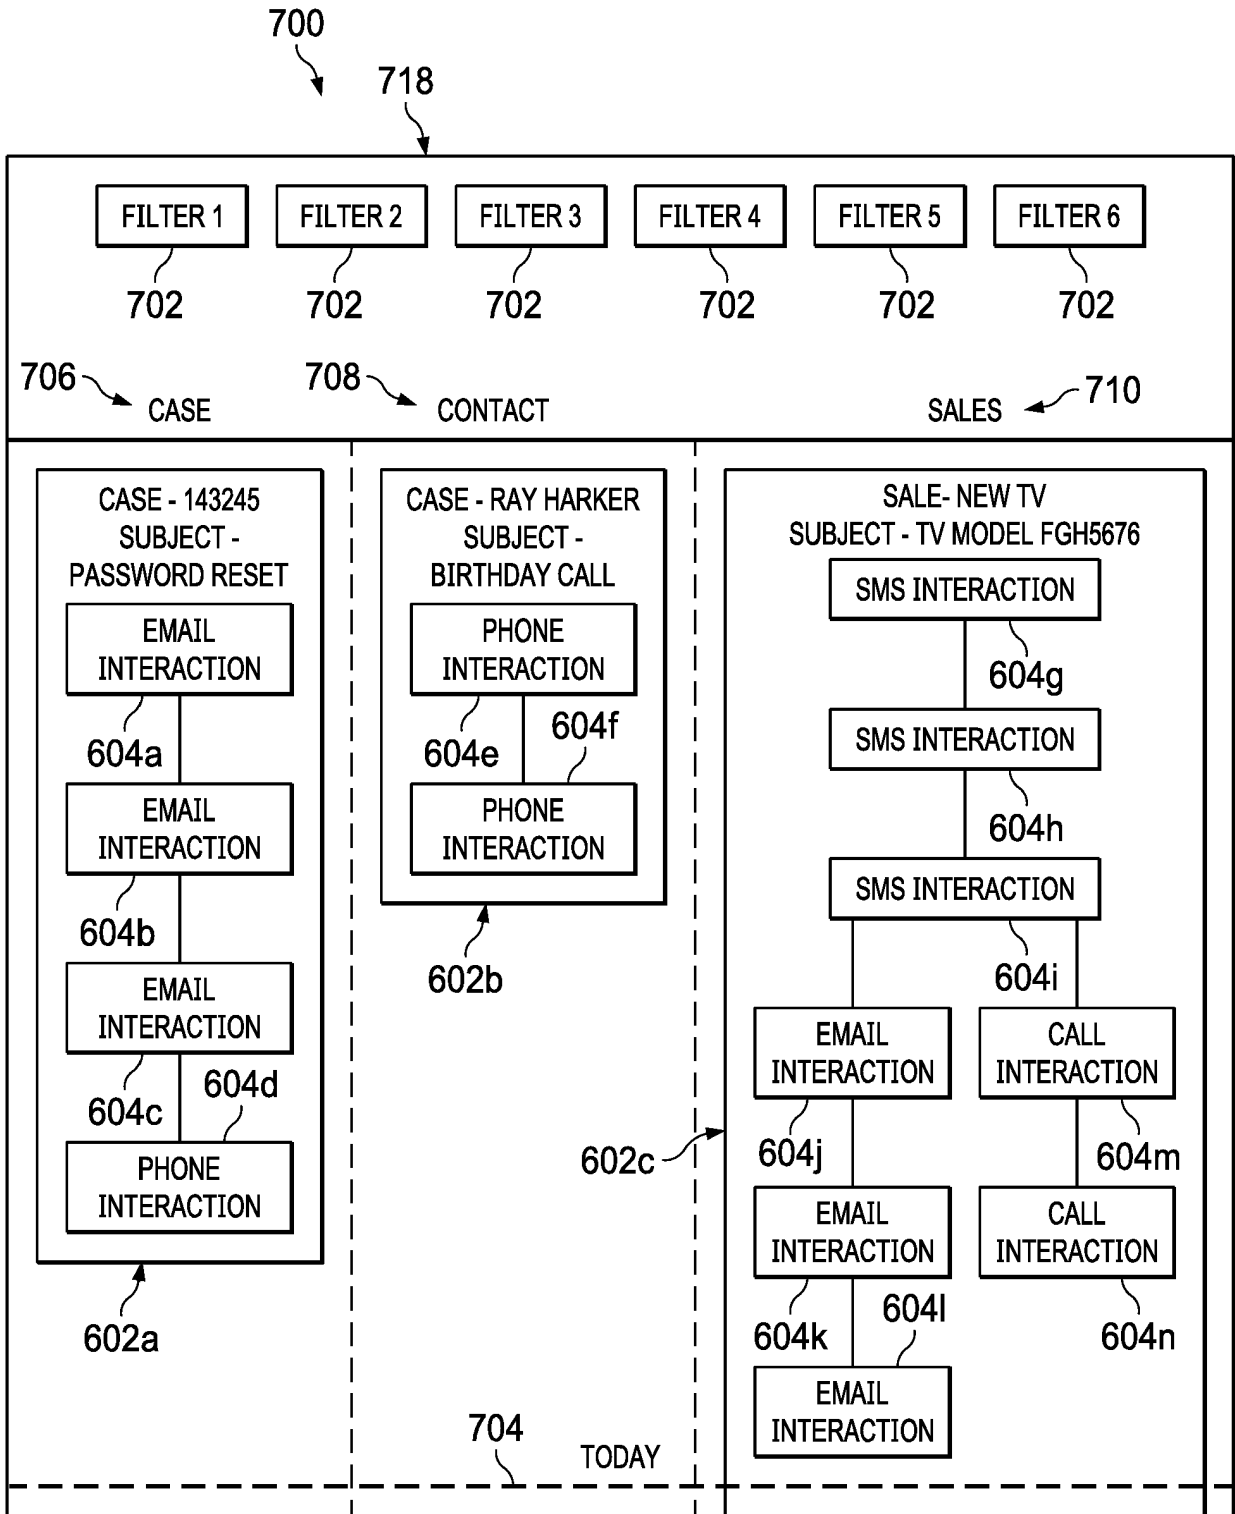 700
718
FILTER 1
FILTER 2
FILTER 3
FILTER 4
FILTER 5
FILTER 6
702
702
702
702
702
702
706
CASE
708
CONTACT
SALES
710
CASE - 143245
SUBJECT -
PASSWORD RESET
EMAIL
INTERACTION
604a
EMAIL
INTERACTION
604b
EMAIL
INTERACTION
604c
604d
PHONE
INTERACTION
602a
CASE - RAY HARKER
SUBJECT -
BIRTHDAY CALL
PHONE
INTERACTION
604e
604f
PHONE
INTERACTION
602b
SALE- NEW TV
SUBJECT - TV MODEL FGH5676
SMS INTERACTION
604g
SMS INTERACTION
604h
SMS INTERACTION
604i
EMAIL
INTERACTION
CALL
INTERACTION
602c
604j
604m
EMAIL
INTERACTION
CALL
INTERACTION
604k
604l
604n
EMAIL
INTERACTION
704
TODAY